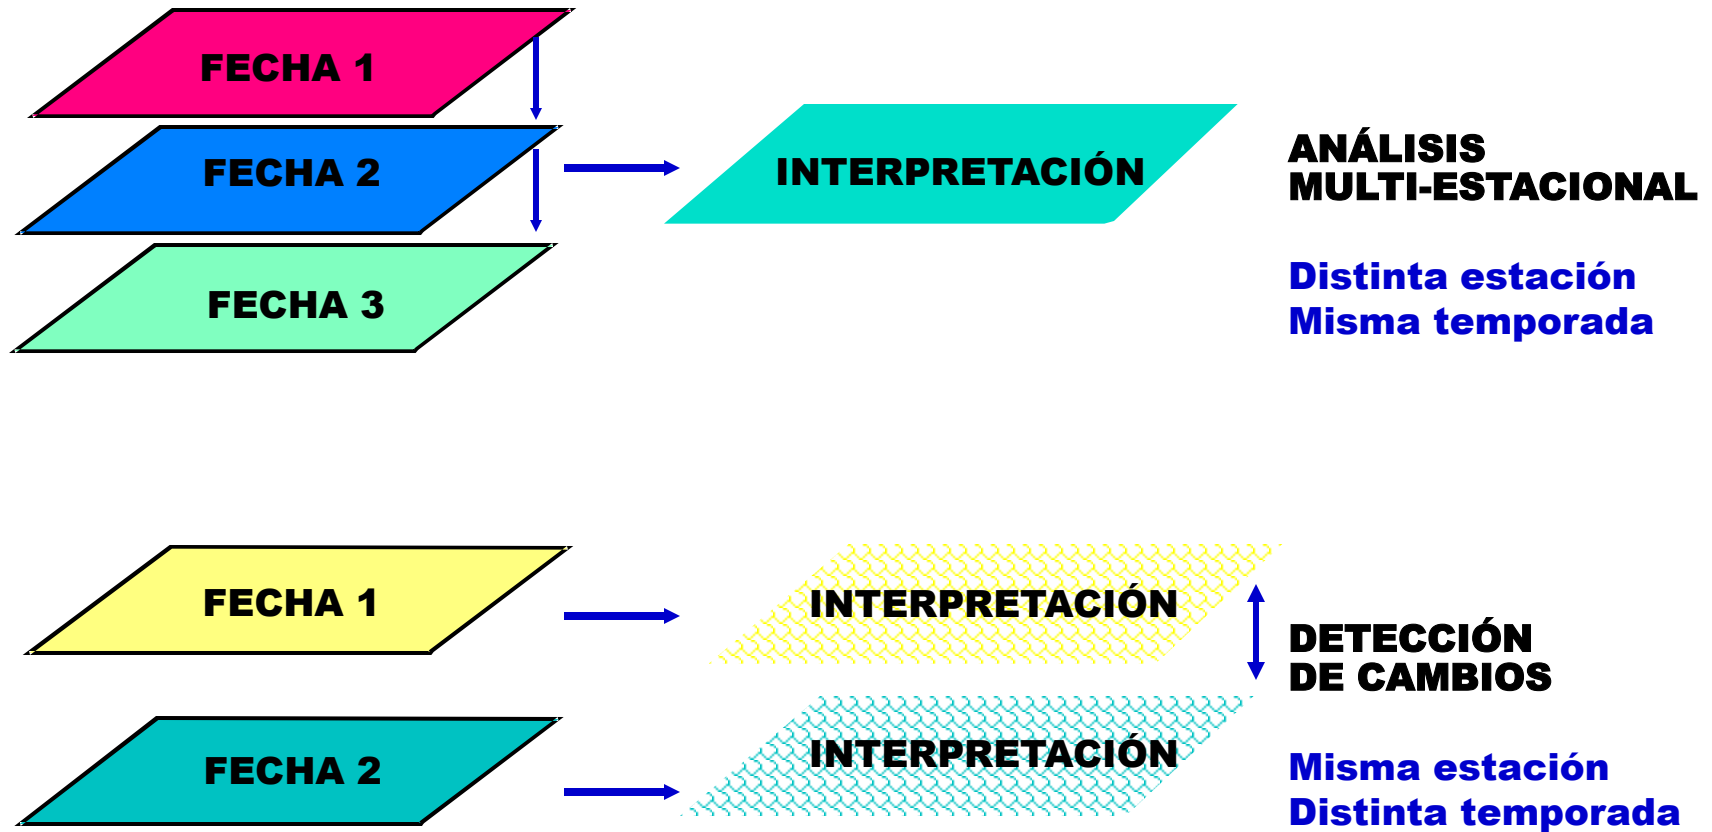 FECHA 1
FECHA 2
FECHA 3
INTERPRETACIÓN
ANÁLISIS
MULTI-ESTACIONAL
Distinta estación
Misma temporada
FECHA 1
INTERPRETACIÓN
FECHA 2
INTERPRETACIÓN
DETECCIÓN
DE CAMBIOS
Misma estación
Distinta temporada